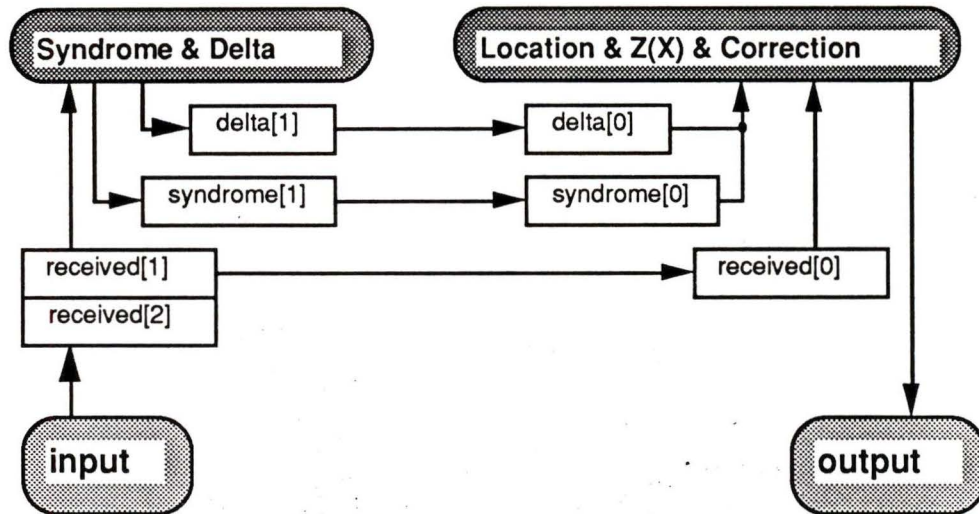 Syndrome & Delta
Location & Z(X) & Correction
delta[1]
delta[0]
syndrome[1]
syndrome[0]
received[1]
received[0]
received[2]
input
output